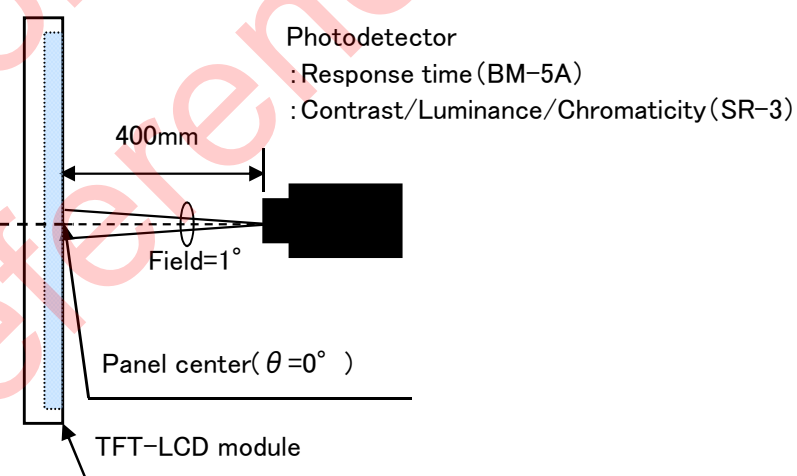 Photodetector
:Response time(BM-5A)
:Contrast/Luminance/Chromaticity(SR-3)
400mm
Field=1°
Panel center( θ=0° )
TFT-LCD module